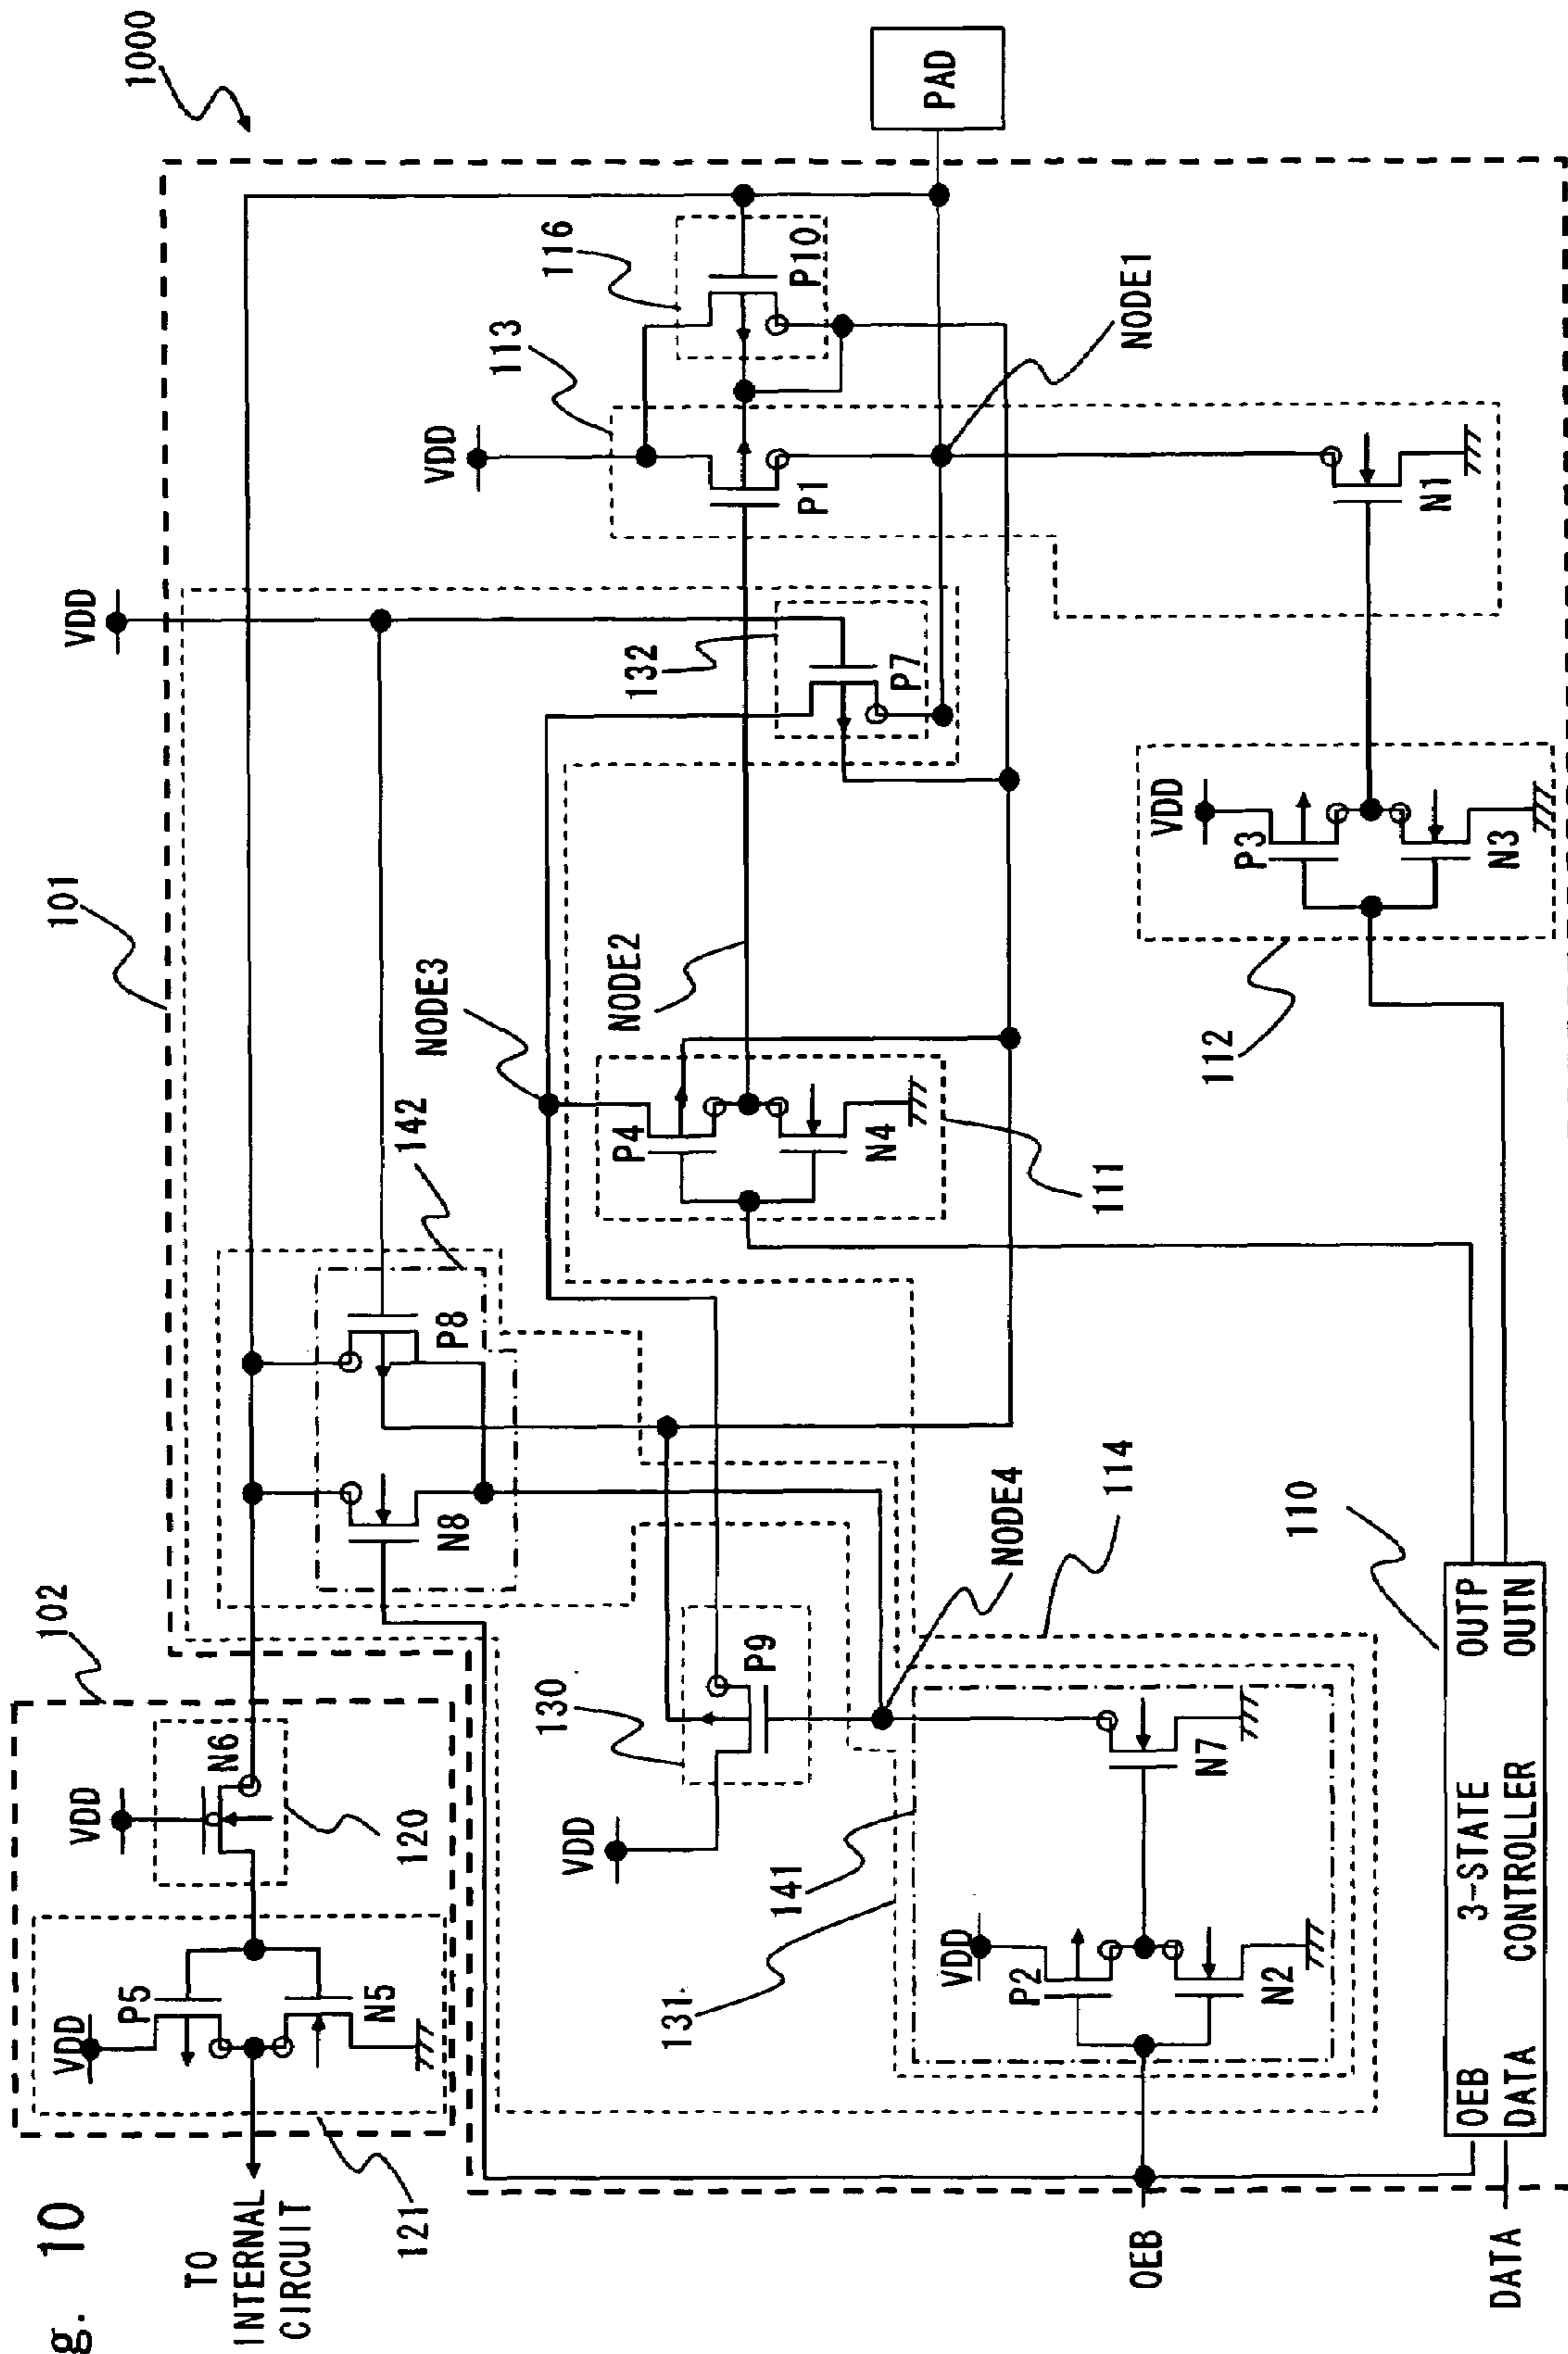 g. 10
1000
101
102
VDD
VDD
113
116
P10
PAD
VDD
P5
N5
121
TO
INTERNAL
CIRCUIT
N6
120
142
N8
P8
NODE3
P4
N4
111
NODE2
132
P7
P1
NODE1
N1
VDD
P3
N3
112
VDD
130
P9
NODE4
114
131
141
VDD
P2
N2
N7
110
OEB
DATA
OEB
DATA
3-STATE
CONTROLLER
OUTP
OUTN